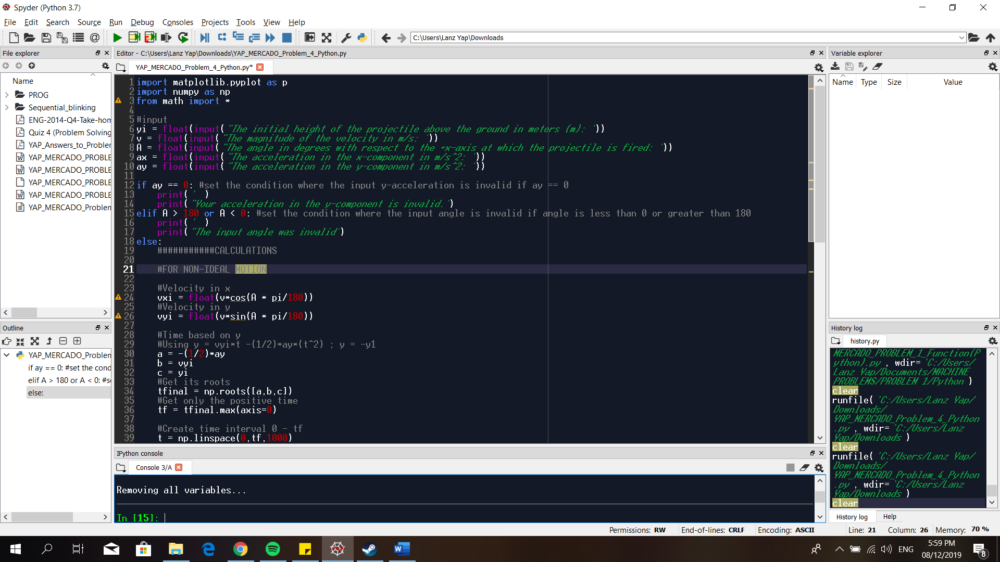 Spyder (Python 3.7)
File Edit Search Source Run Debug Consoles Projects Tools View Help
C:\Users\Lanz Yap\Downloads
File explorer
Name
PROG
Sequential_blinking
ENG-2014-Q4-Take-hom
Quiz 4 (Problem Solving
YAP_Answers_to_Problem
YAP_MERCADO_PROBLE
YAP_MERCADO_PROBLE
YAP_MERCADO_PROBLE
YAP_MERCADO_PROBLE
YAP_MERCADO_Problem
Outline
YAP_MERCADO_Problem
if ay == 0: #set the cond
elif A > 180 or A < 0: #se
else:
Editor - C:\Users\Lanz Yap\Downloads\YAP_MERCADO_Problem_4_Python.py
YAP_MERCADO_Problem_4_Python.py*
1 import matplotlib.pyplot as p
2 import numpy as np
3 from math import *
4
5 #input
6 yi = float(input("The initial height of the projectile above the ground in meters (m): "))
7 v = float(input("The magnitude of the velocity in m/s: "))
8 A = float(input("The angle in degrees with respect to the +x-axis at which the projectile is fired: "))
9 ax = float(input("The acceleration in the x-component in m/s^2: "))
10 ay = float(input("The acceleration in the y-component in m/s^2: "))
11
12 if ay == 0: #set the condition where the input y-acceleration is invalid if ay == 0
13 print(" ")
14 print("Your acceleration in the y-component is invalid.")
15 elif A > 180 or A < 0: #set the condition where the input angle is invalid if angle is less than 0 or greater than 180
16 print(" ")
17 print("The input angle was invalid")
18 else:
19 ###########CALCULATIONS
20
21 #FOR NON-IDEAL MOTION
22
23 #Velocity in x
24 vxi = float(v*cos(A * pi/180))
25 #Velocity in y
26 vyi = float(v*sin(A * pi/180))
27
28 #Time based on y
29 #Using y = vyi*t -(1/2)*ay*(t^2) ; y = -y1
30 a = -(1/2)*ay
31 b = vyi
32 c = yi
33 #Get its roots
34 tfinal = np.roots([a,b,c])
35 #Get only the positive time
36 tf = tfinal.max(axis=0)
37
38 #Create time interval 0 - tf
39 t = np.linspace(0,tf,1000)
IPython console
Console 3/A
Removing all variables...
In [15]:
Variable explorer
Name Type Size Value
History log
history.py
MERCADO_PROBLEM_1_Function(P
ython).py', wdir='C:/Users/
Lanz Yap/Documents/MACHINE
PROBLEMS/PROBLEM 1/Python')
clear
runfile('C:/Users/Lanz Yap/
Downloads/
YAP_MERCADO_Problem_4_Python
.py', wdir='C:/Users/Lanz
Yap/Downloads')
clear
runfile('C:/Users/Lanz Yap/
Downloads/
YAP_MERCADO_Problem_4_Python
.py', wdir='C:/Users/Lanz
Yap/Downloads')
clear
History log Help
Permissions: RW End-of-lines: CRLF Encoding: ASCII Line: 21 Column: 26 Memory: 70 %
ENG
5:59 PM
08/12/2019
8